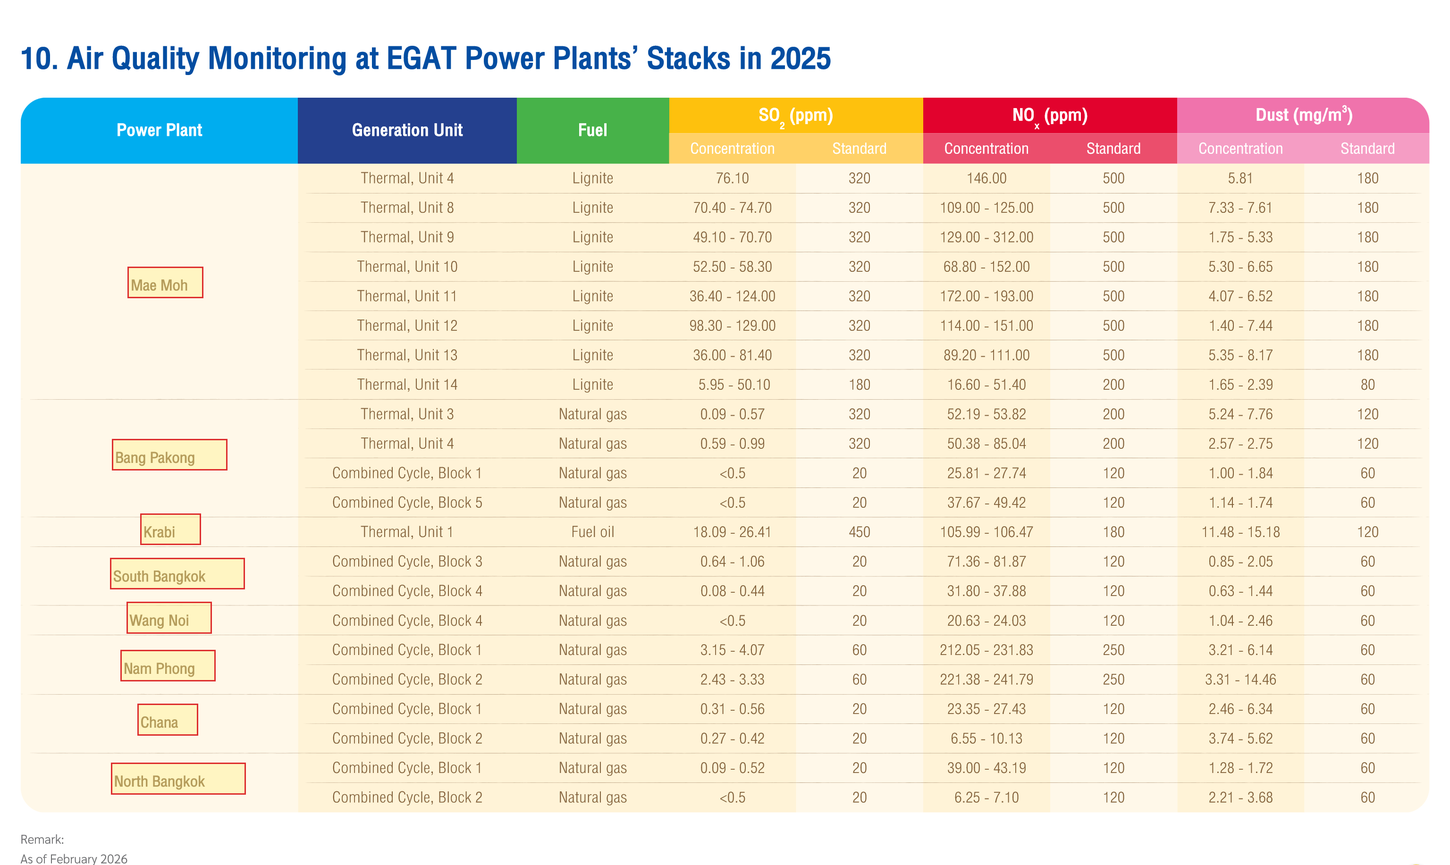 10. Air Quality Monitoring at EGAT Power Plants' Stacks in 2025
Power Plant Generation Unit Fuel SO2 (ppm) NOx (ppm) Dust (mg/m³)
Concentration Standard Concentration Standard Concentration Standard
Mae Moh
Thermal, Unit 4 Lignite 76.10 320 146.00 500 5.81 180
Thermal, Unit 8 Lignite 70.40 - 74.70 320 109.00 - 125.00 500 7.33 - 7.61 180
Thermal, Unit 9 Lignite 49.10 - 70.70 320 129.00 - 312.00 500 1.75 - 5.33 180
Thermal, Unit 10 Lignite 52.50 - 58.30 320 68.80 - 152.00 500 5.30 - 6.65 180
Thermal, Unit 11 Lignite 36.40 - 124.00 320 172.00 - 193.00 500 4.07 - 6.52 180
Thermal, Unit 12 Lignite 98.30 - 129.00 320 114.00 - 151.00 500 1.40 - 7.44 180
Thermal, Unit 13 Lignite 36.00 - 81.40 320 89.20 - 111.00 500 5.35 - 8.17 180
Thermal, Unit 14 Lignite 5.95 - 50.10 180 16.60 - 51.40 200 1.65 - 2.39 80
Bang Pakong
Thermal, Unit 3 Natural gas 0.09 - 0.57 320 52.19 - 53.82 200 5.24 - 7.76 120
Thermal, Unit 4 Natural gas 0.59 - 0.99 320 50.38 - 85.04 200 2.57 - 2.75 120
Combined Cycle, Block 1 Natural gas <0.5 20 25.81 - 27.74 120 1.00 - 1.84 60
Combined Cycle, Block 5 Natural gas <0.5 20 37.67 - 49.42 120 1.14 - 1.74 60
Krabi Thermal, Unit 1 Fuel oil 18.09 - 26.41 450 105.99 - 106.47 180 11.48 - 15.18 120
South Bangkok
Combined Cycle, Block 3 Natural gas 0.64 - 1.06 20 71.36 - 81.87 120 0.85 - 2.05 60
Combined Cycle, Block 4 Natural gas 0.08 - 0.44 20 31.80 - 37.88 120 0.63 - 1.44 60
Wang Noi Combined Cycle, Block 4 Natural gas <0.5 20 20.63 - 24.03 120 1.04 - 2.46 60
Nam Phong
Combined Cycle, Block 1 Natural gas 3.15 - 4.07 60 212.05 - 231.83 250 3.21 - 6.14 60
Combined Cycle, Block 2 Natural gas 2.43 - 3.33 60 221.38 - 241.79 250 3.31 - 14.46 60
Chana
Combined Cycle, Block 1 Natural gas 0.31 - 0.56 20 23.35 - 27.43 120 2.46 - 6.34 60
Combined Cycle, Block 2 Natural gas 0.27 - 0.42 20 6.55 - 10.13 120 3.74 - 5.62 60
North Bangkok
Combined Cycle, Block 1 Natural gas 0.09 - 0.52 20 39.00 - 43.19 120 1.28 - 1.72 60
Combined Cycle, Block 2 Natural gas <0.5 20 6.25 - 7.10 120 2.21 - 3.68 60
Remark:
As of February 2026